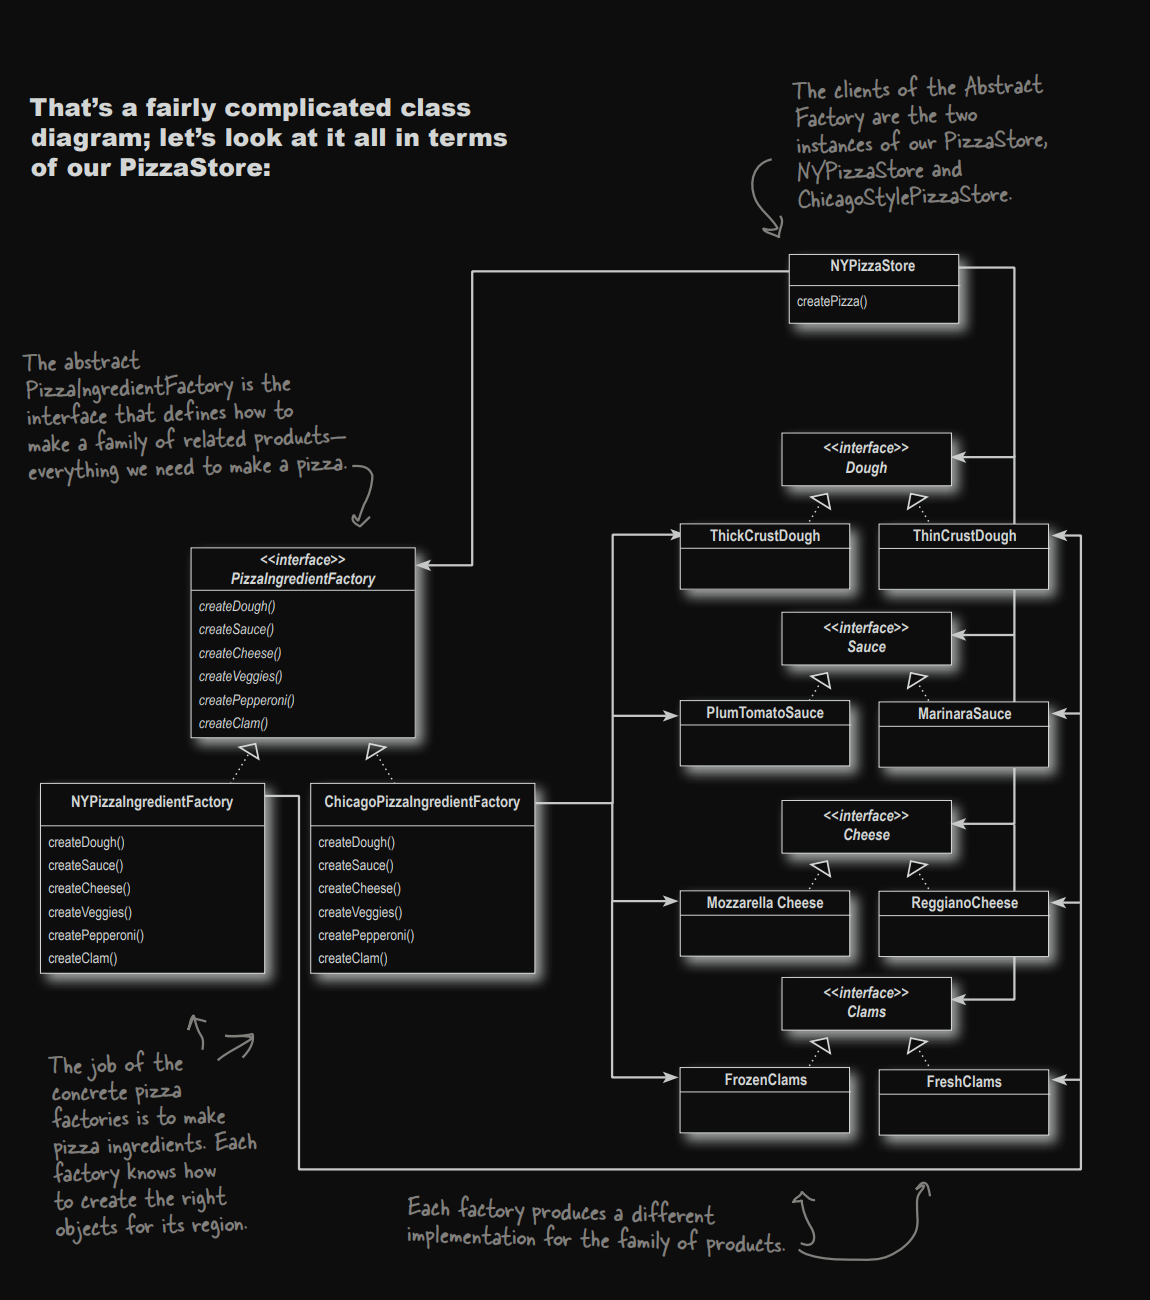 That's a fairly complicated class
diagram; let's look at it all in terms
of our PizzaStore:
The clients of the Abstract
Factory are the two
instances of our PizzaStore,
NYPizzaStore and
ChicagoStylePizzaStore.
NYPizzaStore
createPizza()
The abstract
PizzaIngredientFactory is the
interface that defines how to
make a family of related products—
everything we need to make a pizza.
<<interface>>
PizzaIngredientFactory
createDough()
createSauce()
createCheese()
createVeggies()
createPepperoni()
createClam()
NYPizzaIngredientFactory
createDough()
createSauce()
createCheese()
createVeggies()
createPepperoni()
createClam()
ChicagoPizzaIngredientFactory
createDough()
createSauce()
createCheese()
createVeggies()
createPepperoni()
createClam()
<<interface>>
Dough
ThickCrustDough
ThinCrustDough
<<interface>>
Sauce
PlumTomatoSauce
MarinaraSauce
<<interface>>
Cheese
Mozzarella Cheese
ReggianoCheese
<<interface>>
Clams
FrozenClams
FreshClams
The job of the
concrete pizza
factories is to make
pizza ingredients. Each
factory knows how
to create the right
objects for its region.
Each factory produces a different
implementation for the family of products.